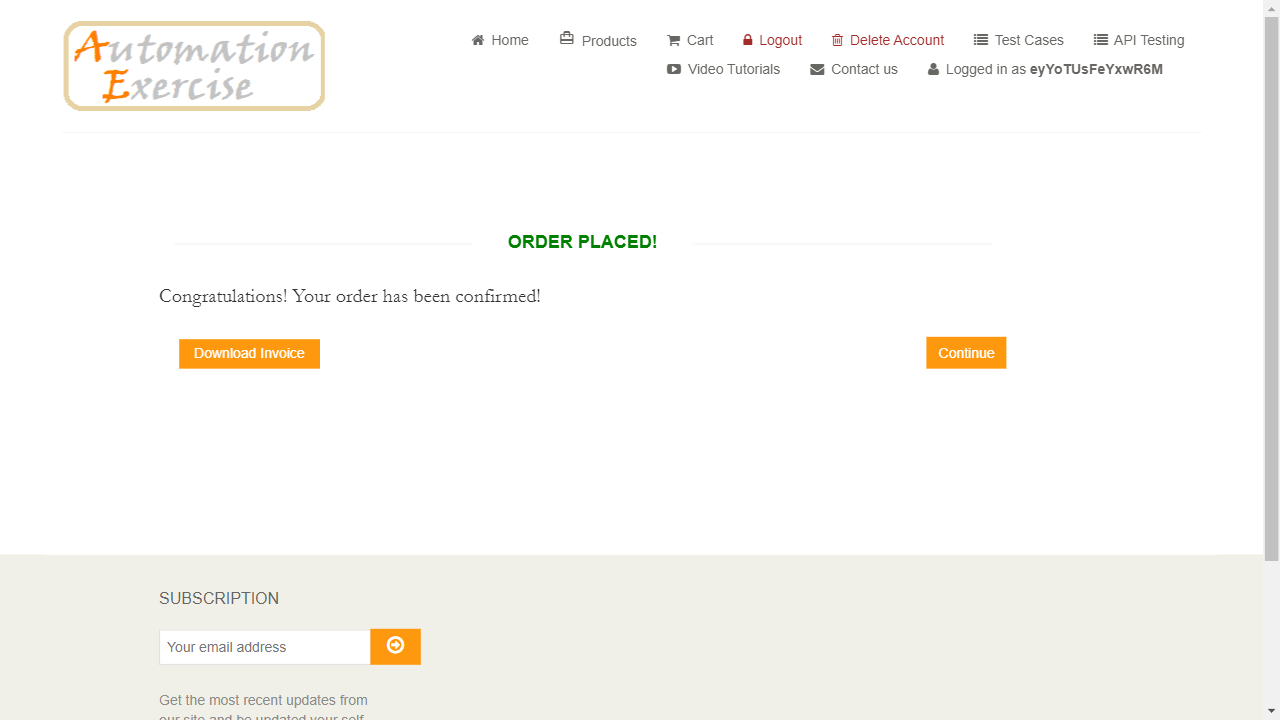 Automation
Exercise
Home
Products
Cart
Logout
Delete Account
Test Cases
API Testing
Video Tutorials
Contact us
Logged in as eyYoTUsFeYxwR6M
ORDER PLACED!
Congratulations! Your order has been confirmed!
Download Invoice
Continue
SUBSCRIPTION
Your email address
Get the most recent updates from
our site and be updated your self